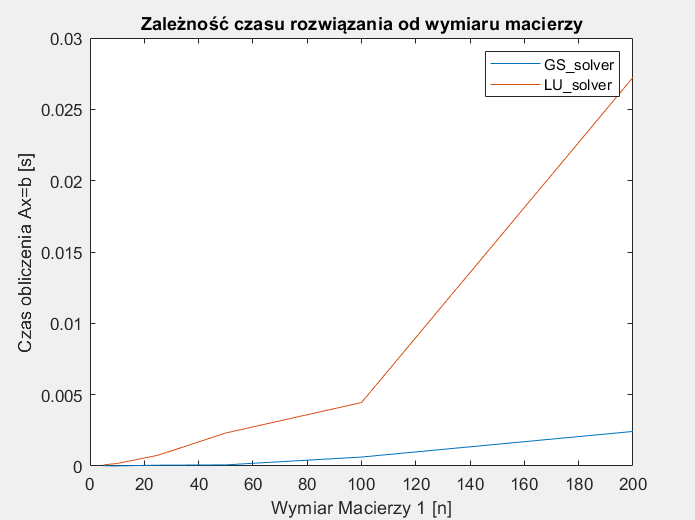 Zależność czasu rozwiązania od wymiaru macierzy
GS_solver
LU_solver
Czas obliczenia Ax=b [s]
0.03
0.025
0.02
0.015
0.01
0.005
0
0 20 40 60 80 100 120 140 160 180 200
Wymiar Macierzy 1 [n]